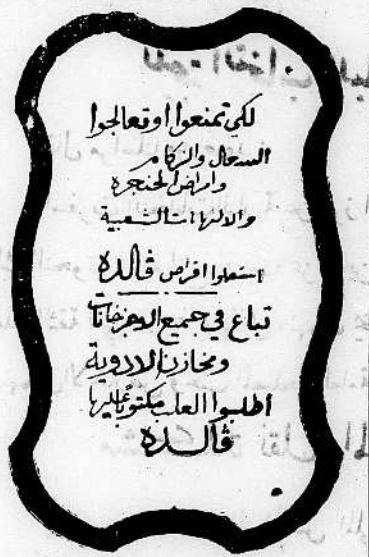 لكي تمنعوا او تعالجوا
السعال والزكام
وامراض الحنجرة
والالتهابات الشعبية
استعملوا اقراص ڤالده
تباع في جميع الاجزخانات
ومخازن الادوية
اطلبوا العلب مكتوب عليها
ڤالده